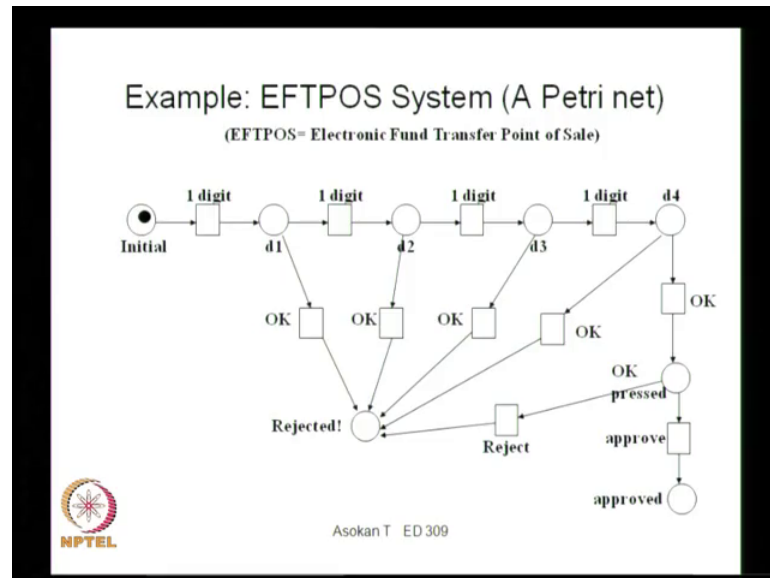 Example: EFTPOS System (A Petri net)
(EFTPOS= Electronic Fund Transfer Point of Sale)
1 digit 1 digit 1 digit 1 digit d4
Initial d1 d2 d3
OK
OK OK OK OK
OK
pressed
Rejected! Reject approve
approved
NPTEL
Asokan T ED 309